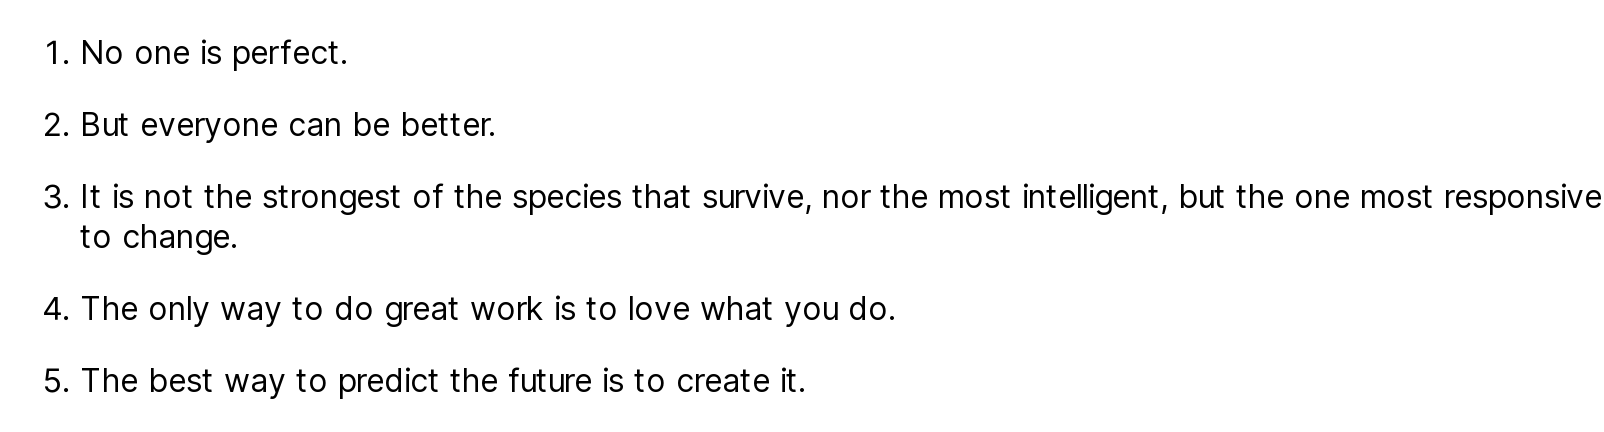 1. No one is perfect.
2. But everyone can be better.
3. It is not the strongest of the species that survive, nor the most intelligent, but the one most responsive
to change.
4. The only way to do great work is to love what you do.
5. The best way to predict the future is to create it.